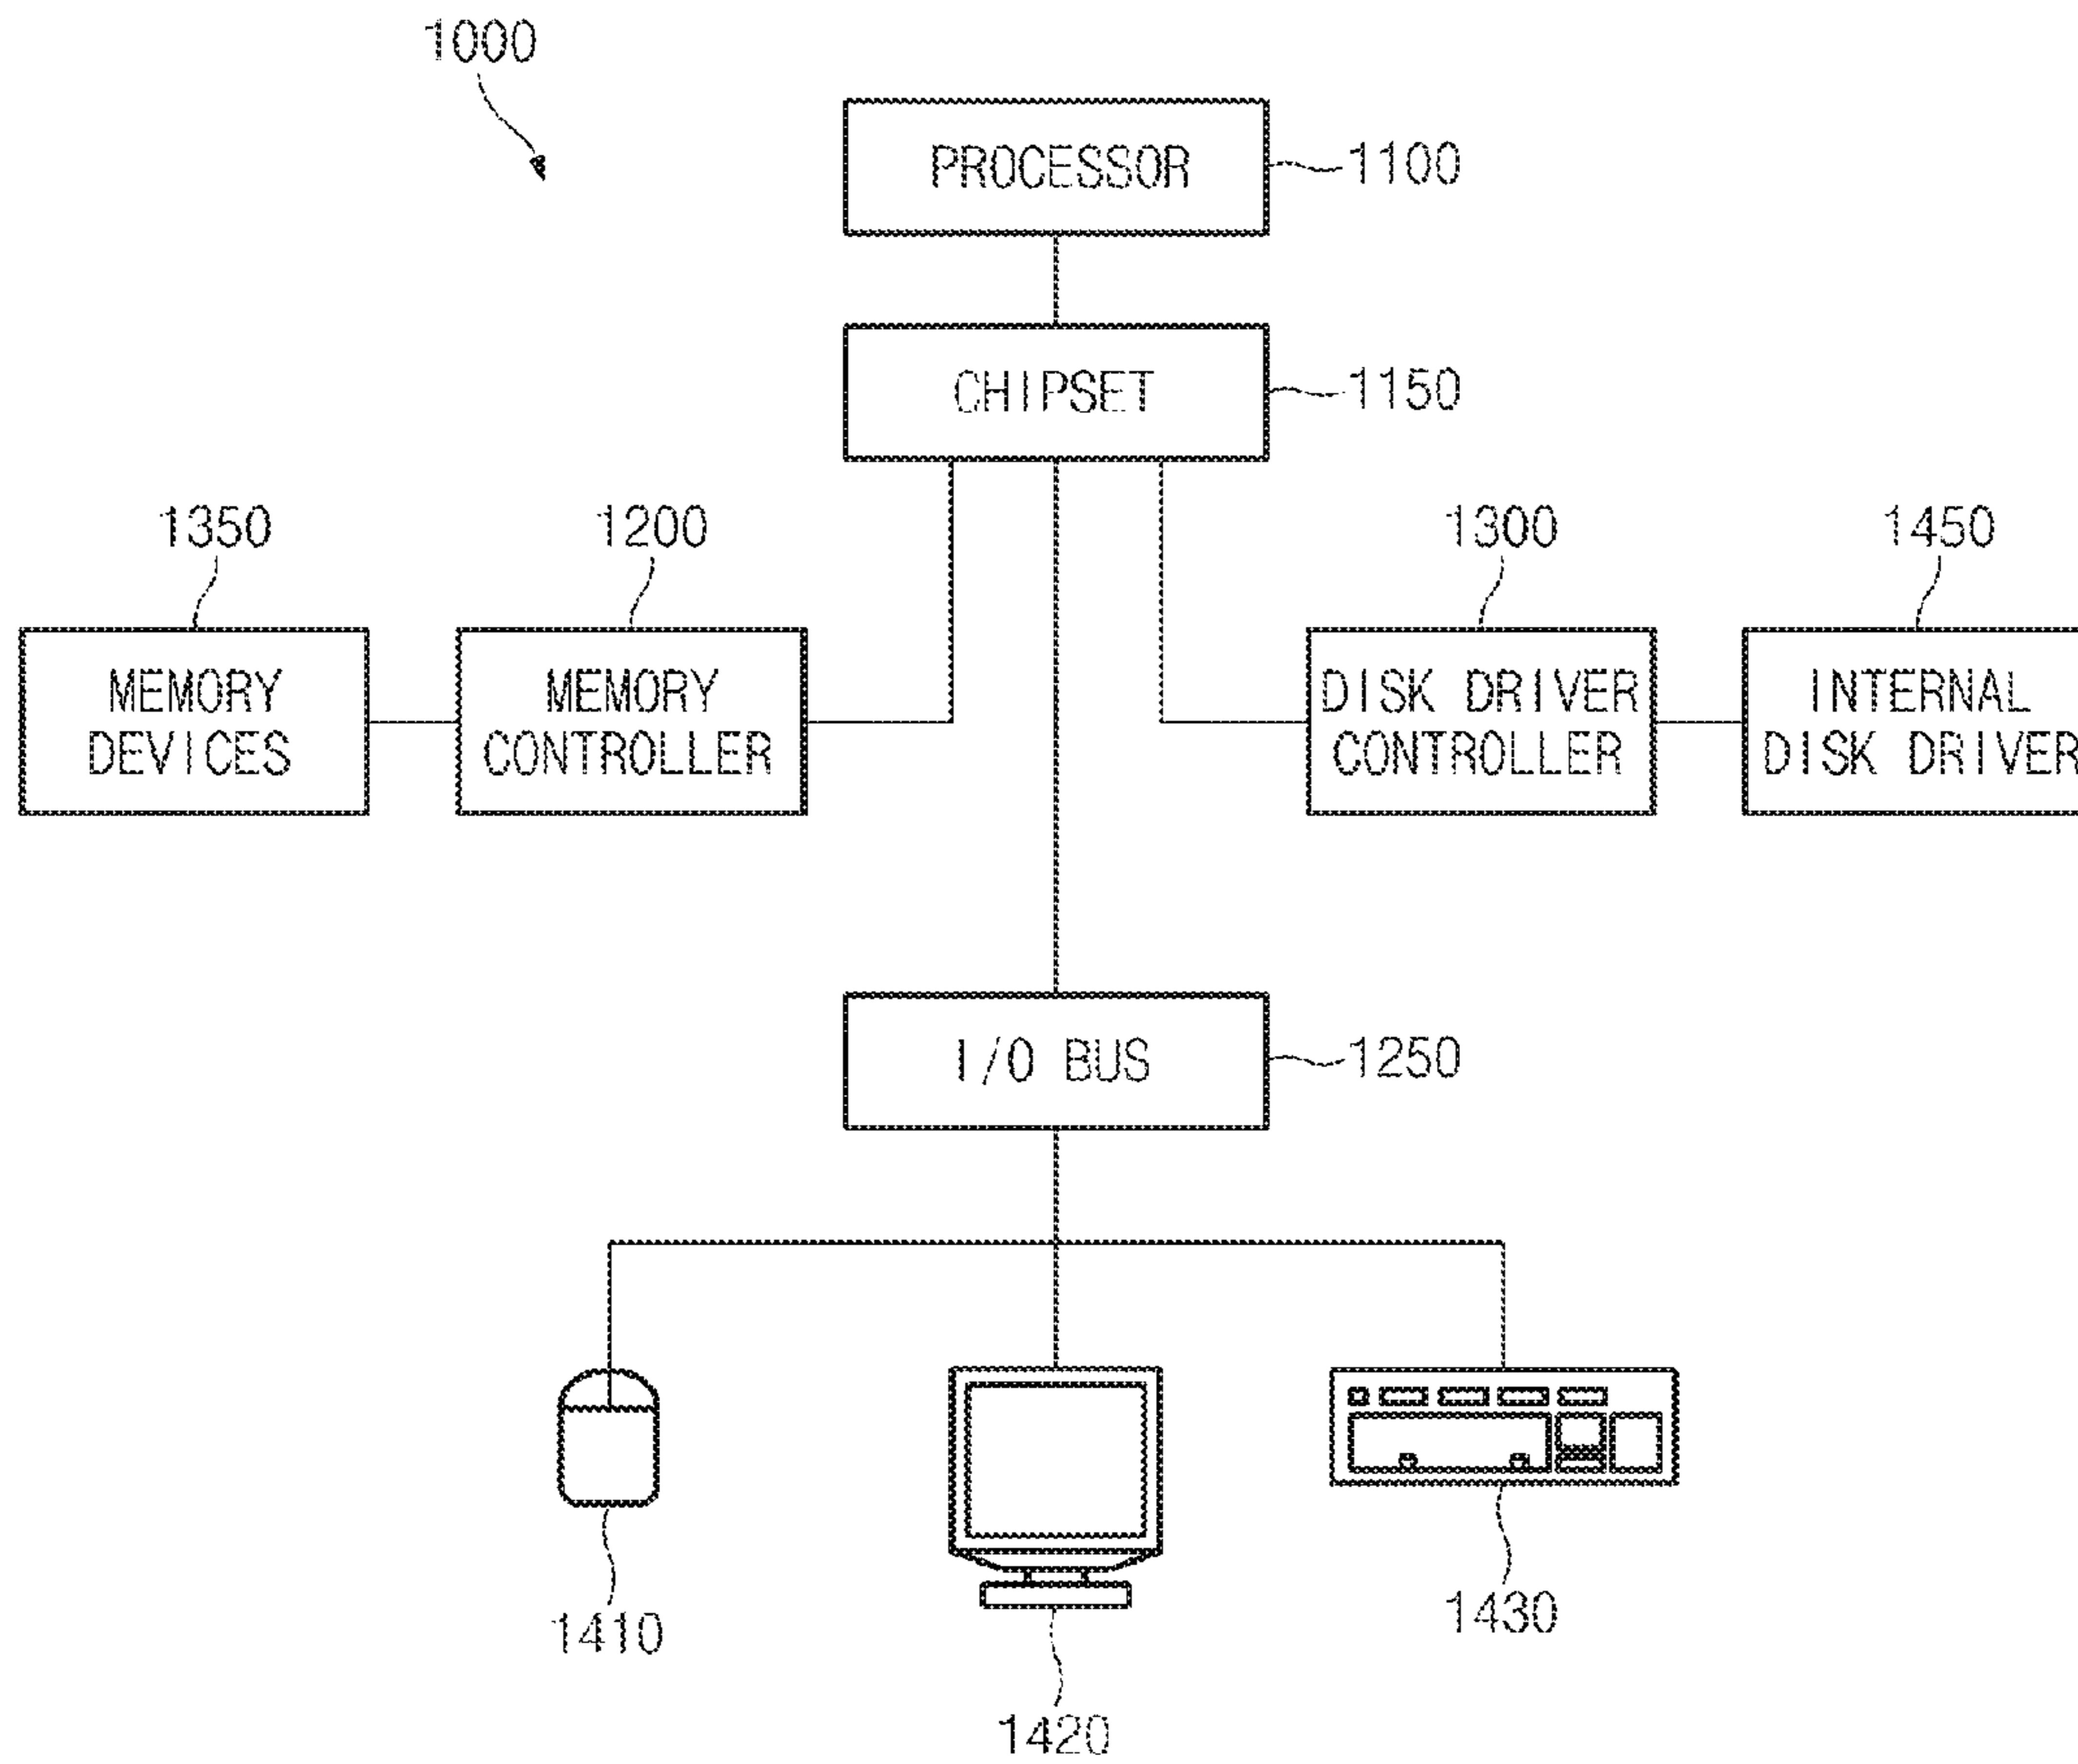 1000
PROCESSOR
1100
CHIPSET
1150
1350
1200
1300
1450
MEMORY
DEVICES
MEMORY
CONTROLLER
DISK DRIVER
CONTROLLER
INTERNAL
DISK DRIVER
I/O BUS
1250
1410
1420
1430